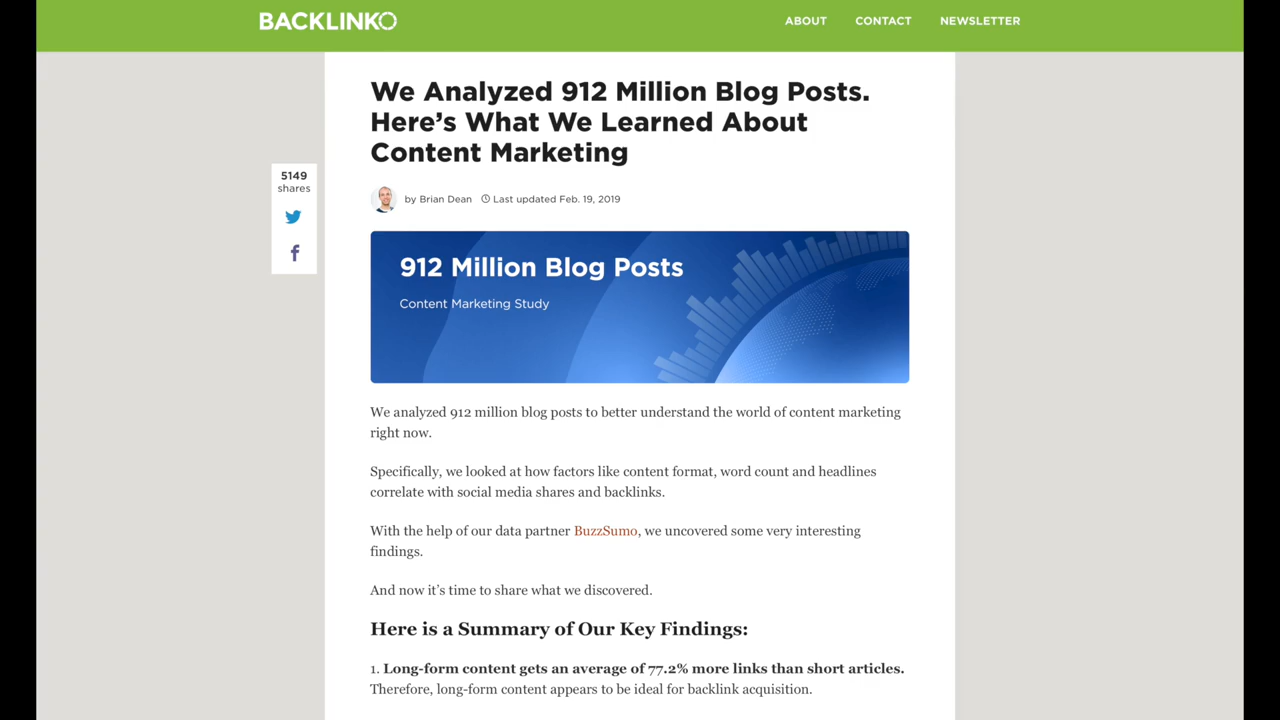 BACKLINKO
ABOUT CONTACT NEWSLETTER
We Analyzed 912 Million Blog Posts.
Here’s What We Learned About
Content Marketing
5149
shares
by Brian Dean Last updated Feb. 19, 2019
912 Million Blog Posts
Content Marketing Study
We analyzed 912 million blog posts to better understand the world of content marketing
right now.
Specifically, we looked at how factors like content format, word count and headlines
correlate with social media shares and backlinks.
With the help of our data partner BuzzSumo, we uncovered some very interesting
findings.
And now it’s time to share what we discovered.
Here is a Summary of Our Key Findings:
1. Long-form content gets an average of 77.2% more links than short articles.
Therefore, long-form content appears to be ideal for backlink acquisition.